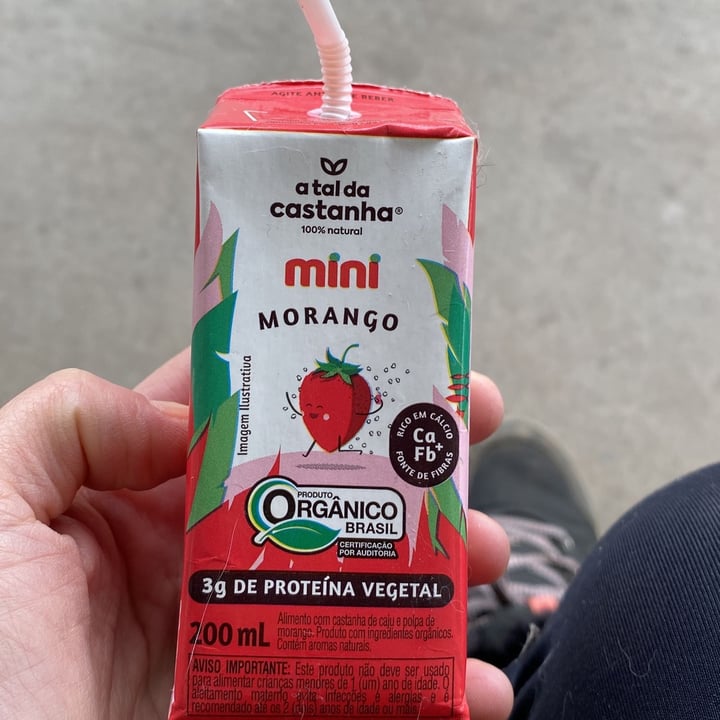 AGITE AN E BEBER
a tal da
castanha®
100% natural
mini
MORANGO
Imagem Ilustrativa
RICO EM CÁLCIO
Ca
Fb+
FONTE DE FIBRAS
PRODUTO
ORGÂNICO
BRASIL
CERTIFICAÇÃO
POR AUDITORIA
3g DE PROTEÍNA VEGETAL
200 mL
Alimento com castanha de caju e polpa de
morango. Produto com ingredientes orgânicos.
Contém aromas naturais.
AVISO IMPORTANTE: Este produto não deve ser usado
para alimentar crianças menores de 1 (um) ano de idade. O
aleitamento materno evita infecções e alergias e é
recomendado até os 2 (dois) anos de idade ou mais.